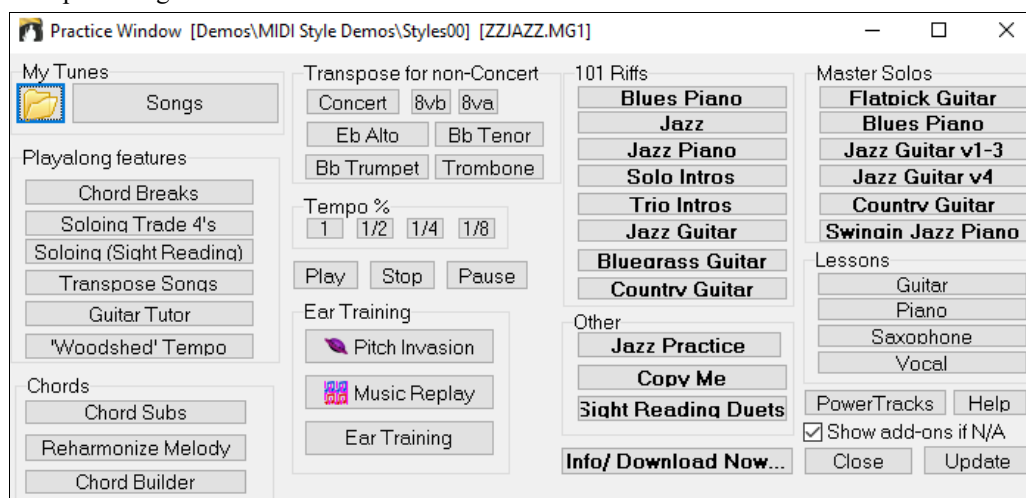 Practice Window [Demos\MIDI Style Demos\Styles00] [ZZJAZZ.MG1]
My Tunes
Songs
Playalong features
Chord Breaks
Soloing Trade 4's
Soloing (Sight Reading)
Transpose Songs
Guitar Tutor
'Woodshed' Tempo
Chords
Chord Subs
Reharmonize Melody
Chord Builder
Transpose for non-Concert
Concert 8vb 8va
Eb Alto Bb Tenor
Bb Trumpet Trombone
Tempo %
1 1/2 1/4 1/8
Play Stop Pause
Ear Training
Pitch Invasion
Music Replay
Ear Training
101 Riffs
Blues Piano
Jazz
Jazz Piano
Solo Intros
Trio Intros
Jazz Guitar
Bluegrass Guitar
Country Guitar
Other
Jazz Practice
Copy Me
Sight Reading Duets
Info/ Download Now...
Master Solos
Flatpick Guitar
Blues Piano
Jazz Guitar v1-3
Jazz Guitar v4
Country Guitar
Swingin Jazz Piano
Lessons
Guitar
Piano
Saxophone
Vocal
PowerTracks Help
Show add-ons if N/A
Close Update